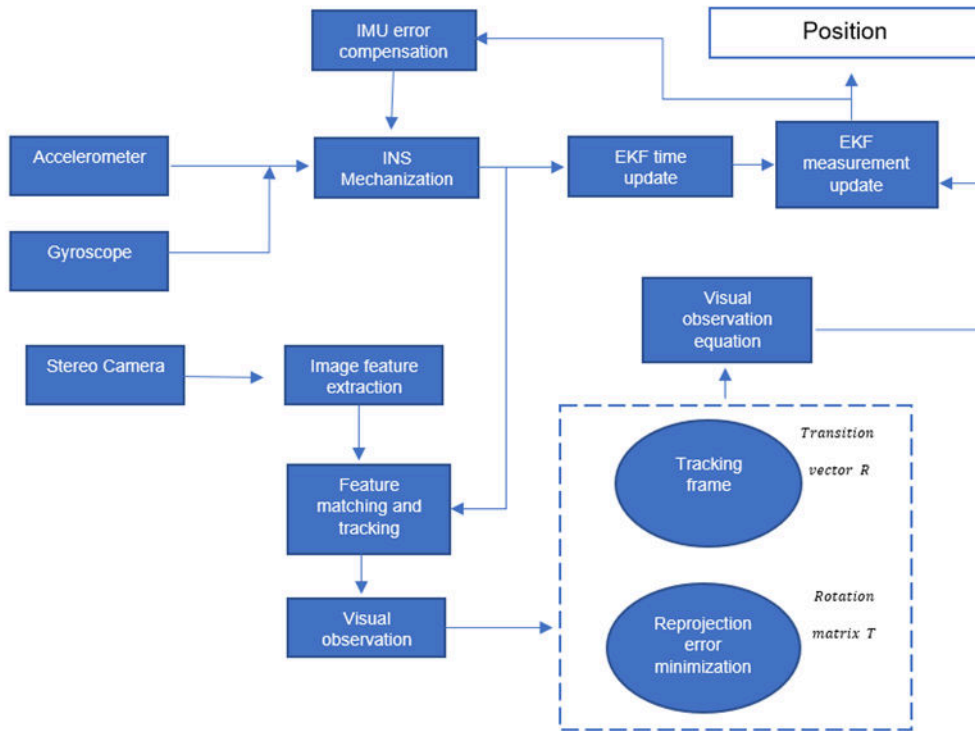 IMU error
compensation
Position
Accelerometer
INS
Mechanization
EKF time
update
EKF
measurement
update
Gyroscope
Visual
observation
equation
Stereo Camera
Image feature
extraction
Transition
vector R
Tracking
frame
Feature
matching and
tracking
Rotation
matrix T
Visual
observation
Reprojection
error
minimization